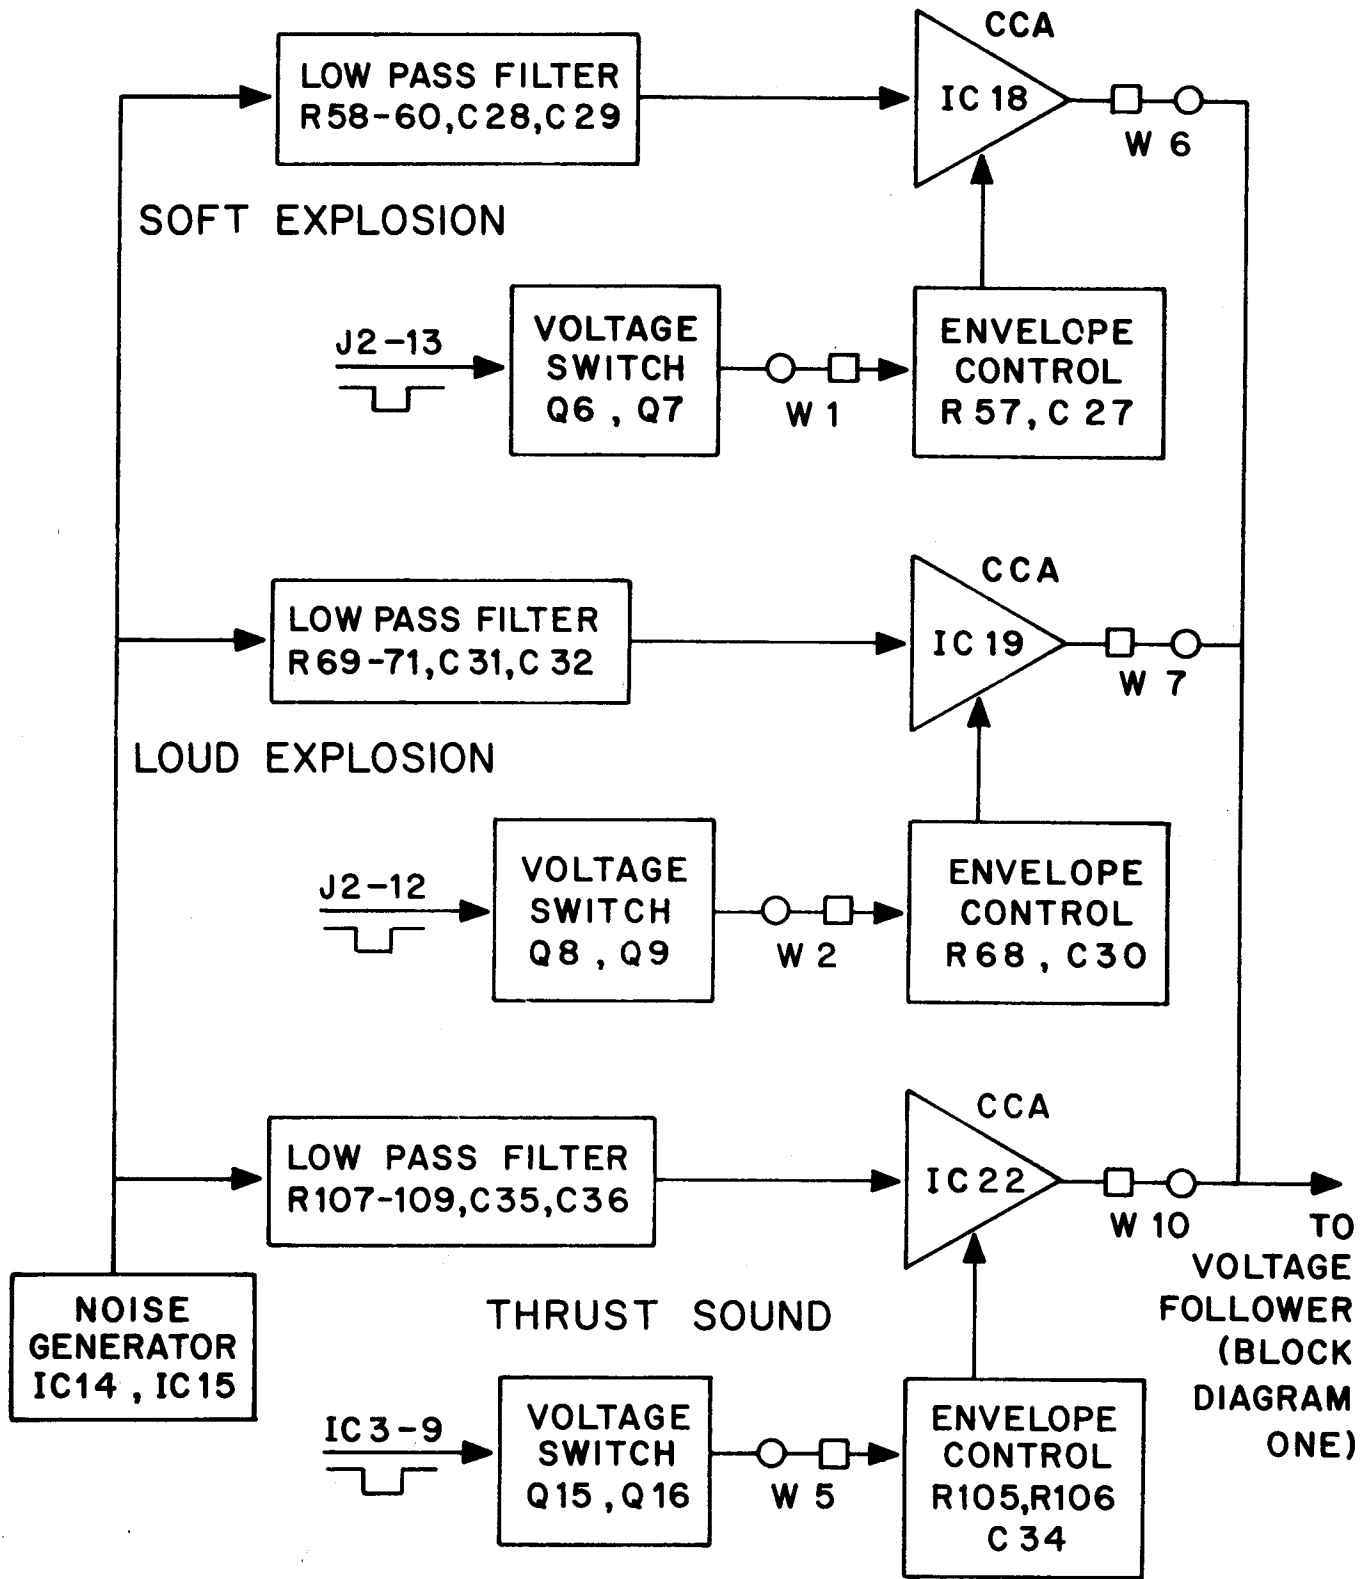 CCA
LOW PASS FILTER
R58-60, C28, C29
IC 18
W 6
SOFT EXPLOSION
J2-13
VOLTAGE
SWITCH
Q6 , Q7
W 1
ENVELOPE
CONTROL
R 57, C 27
CCA
LOW PASS FILTER
R69-71, C31, C 32
IC 19
W 7
LOUD EXPLOSION
J2-12
VOLTAGE
SWITCH
Q8 , Q9
W 2
ENVELOPE
CONTROL
R68 , C30
CCA
LOW PASS FILTER
R107-109, C35, C36
IC 22
W 10
TO
VOLTAGE
FOLLOWER
(BLOCK
DIAGRAM
ONE)
NOISE
GENERATOR
IC14 , IC15
THRUST SOUND
IC 3-9
VOLTAGE
SWITCH
Q15 , Q16
W 5
ENVELOPE
CONTROL
R105, R106
C 34